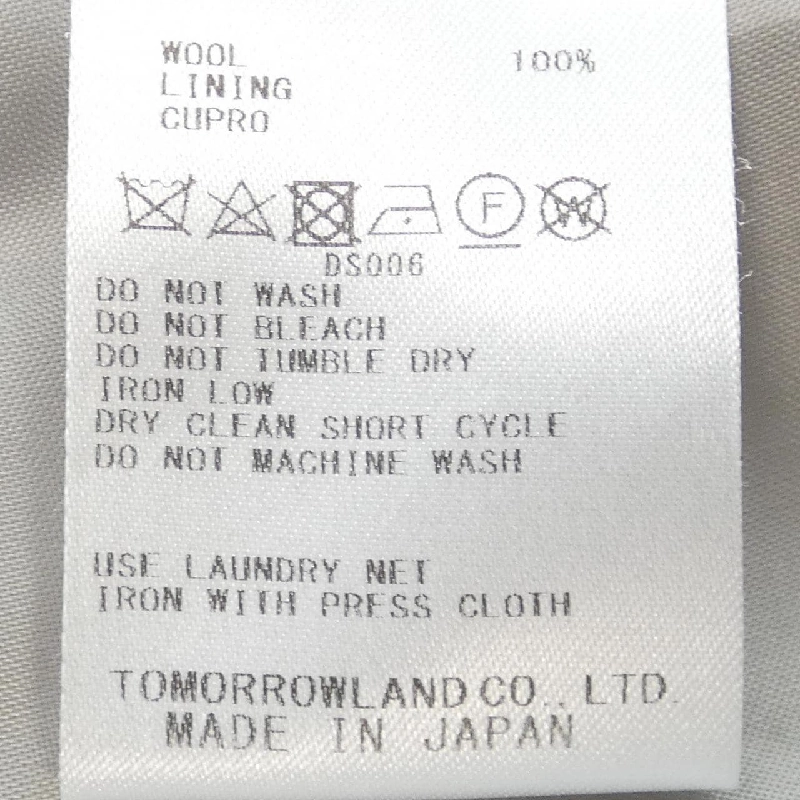 WOOL 100%
LINING
CUPRO
F W
DS006
DO NOT WASH
DO NOT BLEACH
DO NOT TUMBLE DRY
IRON LOW
DRY CLEAN SHORT CYCLE
DO NOT MACHINE WASH
USE LAUNDRY NET
IRON WITH PRESS CLOTH
TOMORROWLAND CO., LTD.
MADE IN JAPAN